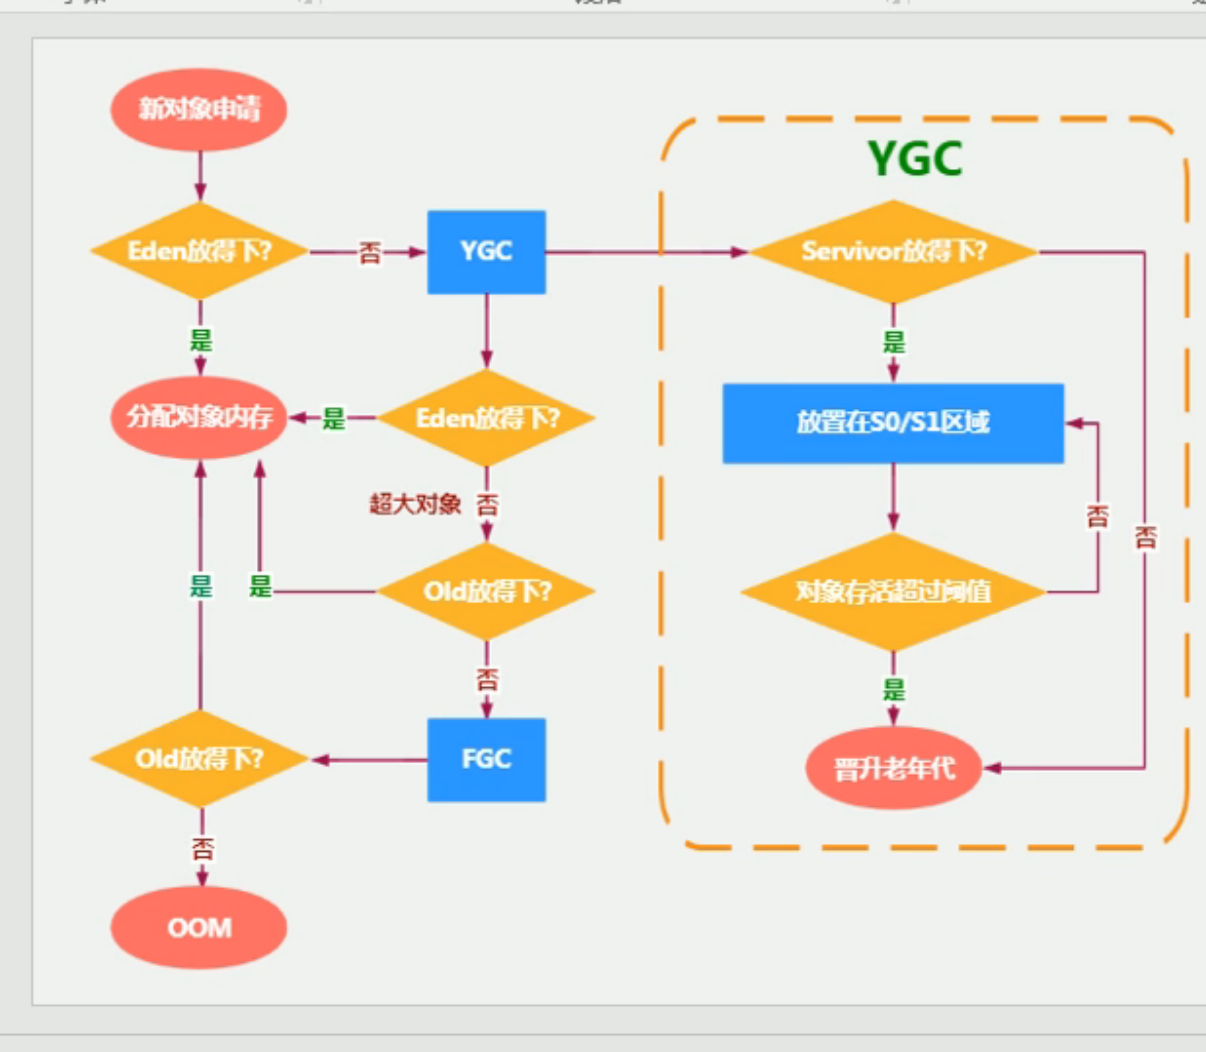 新对象申请
Eden放得下?
否
YGC
是
分配对象内存
是
Eden放得下?
超大对象
否
是
是
Old放得下?
否
Old放得下?
FGC
否
OOM
YGC
Servivor放得下?
是
放置在S0/S1区域
否
否
对象存活超过阈值
是
晋升老年代